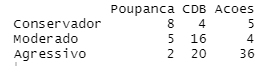 Poupanca CDB Acoes
Conservador 8 4 5
Moderado 5 16 4
Agressivo 2 20 36